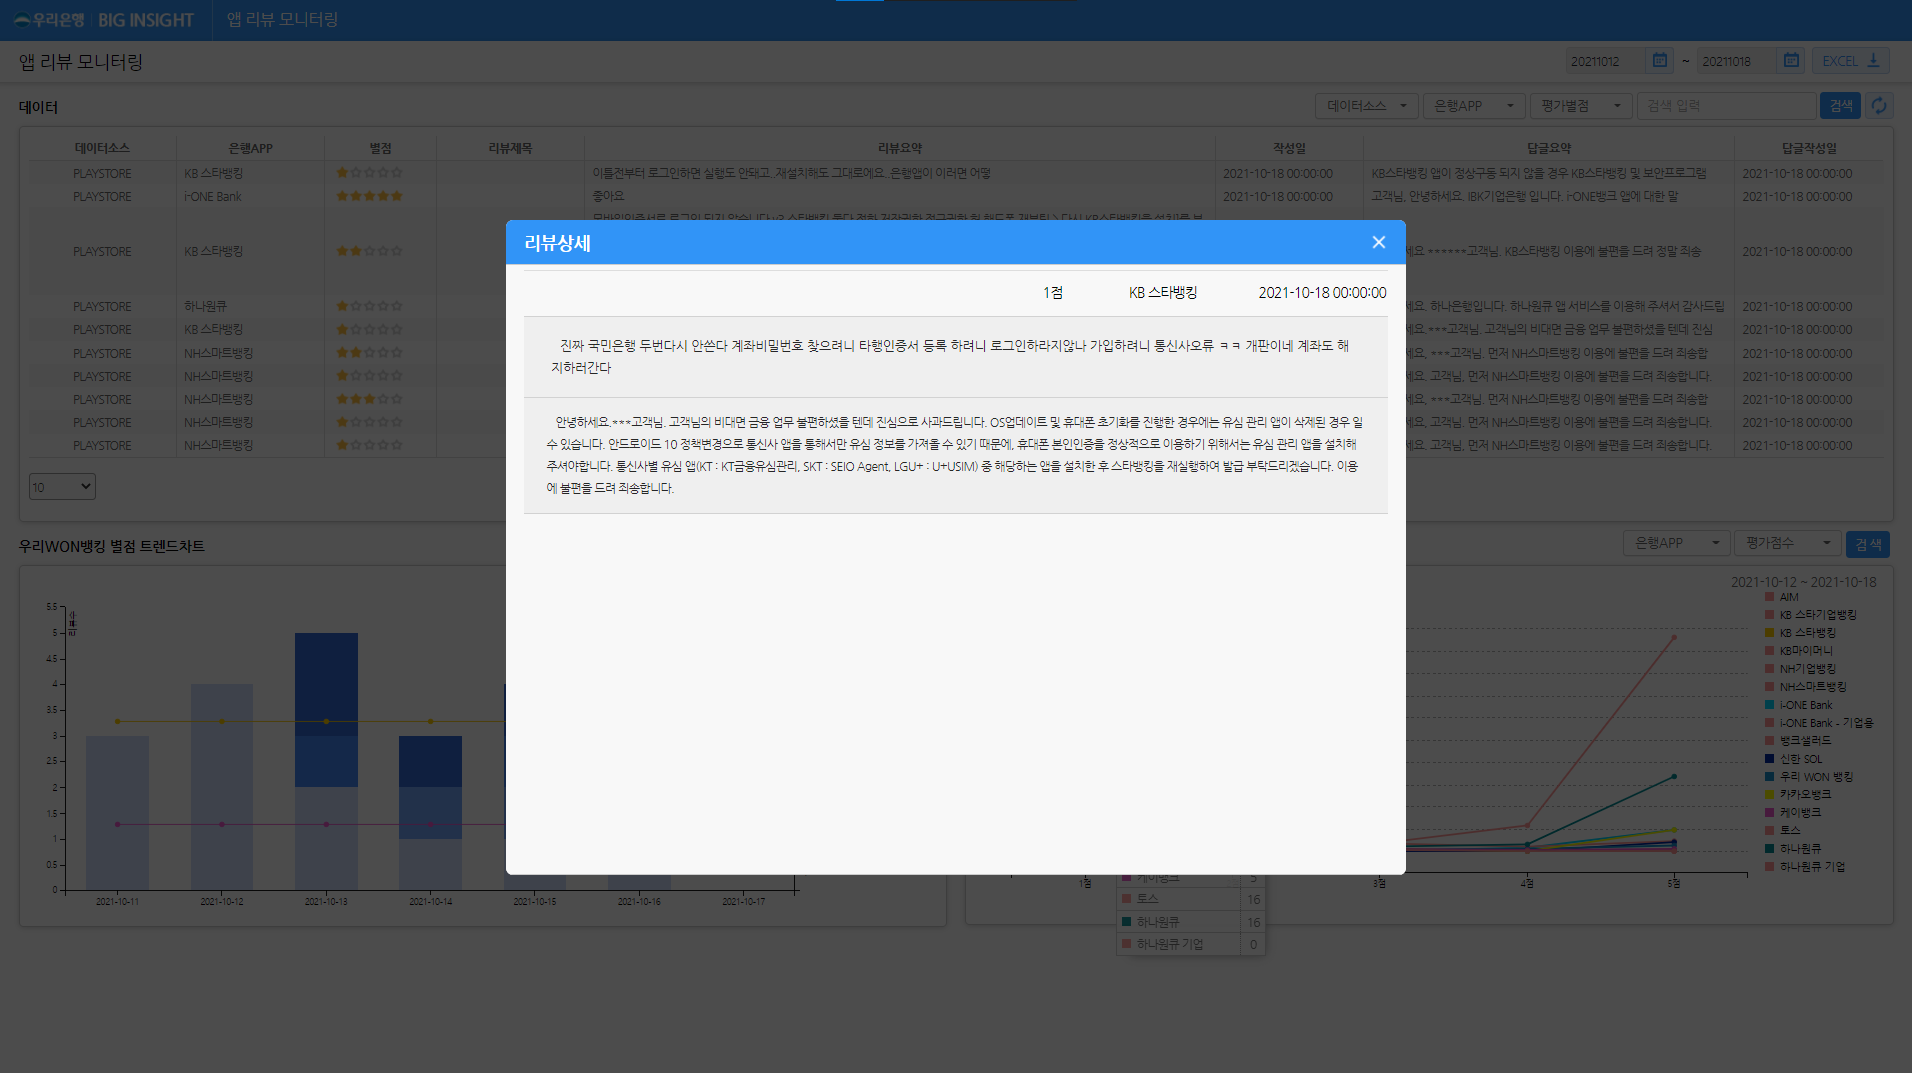 우리은행 BIG INSIGHT 앱 리뷰 모니터링
앱 리뷰 모니터링
20211012 ~ 20211018 EXCEL
데이터
데이터소스 은행APP 평가별점 검색 입력 검색
데이터소스 은행APP 별점 리뷰제목 리뷰요약 작성일 답글요약 답글작성일
PLAYSTORE KB 스타뱅킹 이틀전부터 로그인하면 실행도 안돼고..재설치해도 그대로에요..은행앱이 이러면 어떻 2021-10-18 00:00:00 KB스타뱅킹 앱이 정상구동 되지 않을 경우 KB스타뱅킹 및 보안프로그램 2021-10-18 00:00:00
PLAYSTORE i-ONE Bank 좋아요 2021-10-18 00:00:00 고객님, 안녕하세요. IBK기업은행 입니다. i-ONE뱅크 앱에 대한 말 2021-10-18 00:00:00
PLAYSTORE KB 스타뱅킹 세요 ******고객님. KB스타뱅킹 이용에 불편을 드려 정말 죄송 2021-10-18 00:00:00
PLAYSTORE 하나원큐 세요. 하나은행입니다. 하나원큐 앱 서비스를 이용해 주셔서 감사드립 2021-10-18 00:00:00
PLAYSTORE KB 스타뱅킹 세요.***고객님. 고객님의 비대면 금융 업무 불편하셨을 텐데 진심 2021-10-18 00:00:00
PLAYSTORE NH스마트뱅킹 세요, ***고객님. 먼저 NH스마트뱅킹 이용에 불편을 드려 죄송합 2021-10-18 00:00:00
PLAYSTORE NH스마트뱅킹 세요. 고객님, 먼저 NH스마트뱅킹 이용에 불편을 드려 죄송합니다. 2021-10-18 00:00:00
PLAYSTORE NH스마트뱅킹 세요, ***고객님. 먼저 NH스마트뱅킹 이용에 불편을 드려 죄송합 2021-10-18 00:00:00
PLAYSTORE NH스마트뱅킹 세요. 고객님, 먼저 NH스마트뱅킹 이용에 불편을 드려 죄송합니다. 2021-10-18 00:00:00
PLAYSTORE NH스마트뱅킹 세요. 고객님, 먼저 NH스마트뱅킹 이용에 불편을 드려 죄송합니다. 2021-10-18 00:00:00
10
리뷰상세
1점 KB 스타뱅킹 2021-10-18 00:00:00
진짜 국민은행 두번다시 안쓴다 계좌비밀번호 찾으려니 타행인증서 등록 하려니 로그인하라지않나 가입하려니 통신사오류 ㅋㅋ 개판이네 계좌도 해
지하러간다
안녕하세요.***고객님. 고객님의 비대면 금융 업무 불편하셨을 텐데 진심으로 사과드립니다. OS업데이트 및 휴대폰 초기화를 진행한 경우에는 유심 관리 앱이 삭제된 경우 일
수 있습니다. 안드로이드 10 정책변경으로 통신사 앱을 통해서만 유심 정보를 가져올 수 있기 때문에, 휴대폰 본인인증을 정상적으로 이용하기 위해서는 유심 관리 앱을 설치해
주셔야합니다. 통신사별 유심 앱(KT : KT금융유심관리, SKT : SEIO Agent, LGU+ : U+USIM) 중 해당하는 앱을 설치한 후 스타뱅킹을 재실행하여 발급 부탁드리겠습니다. 이용
에 불편을 드려 죄송합니다.
우리WON뱅킹 별점 트렌드차트
은행APP 평가점수 검색
리뷰수
5.5
5
4.5
4
3.5
3
2.5
2
1.5
1
0.5
0
2021-10-11 2021-10-12 2021-10-13 2021-10-14 2021-10-15 2021-10-16 2021-10-17
2021-10-12 ~ 2021-10-18
AIM
KB 스타기업뱅킹
KB 스타뱅킹
KB마이머니
NH기업뱅킹
NH스마트뱅킹
i-ONE Bank
i-ONE Bank - 기업용
뱅크샐러드
신한 SOL
우리 WON 뱅킹
카카오뱅크
케이뱅크
토스
하나원큐
하나원큐 기업
1점 3점 4점 5점
케이뱅크 5
토스 16
하나원큐 16
하나원큐 기업 0